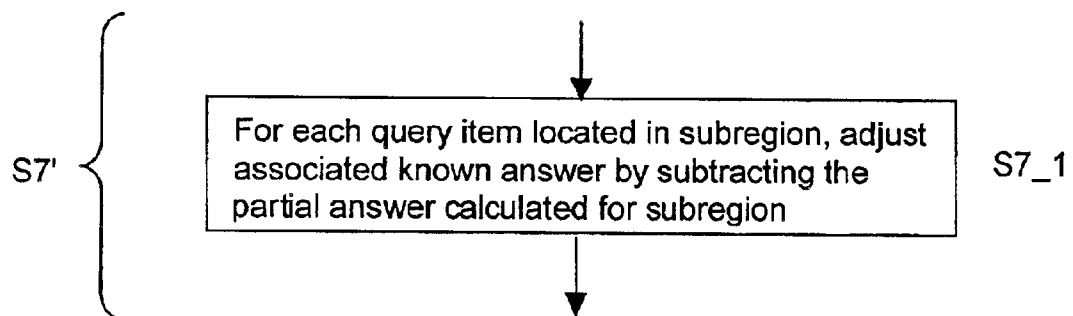 For each query item located in subregion, adjust
S7' associated known answer by subtracting the S7_1
partial answer calculated for subregion